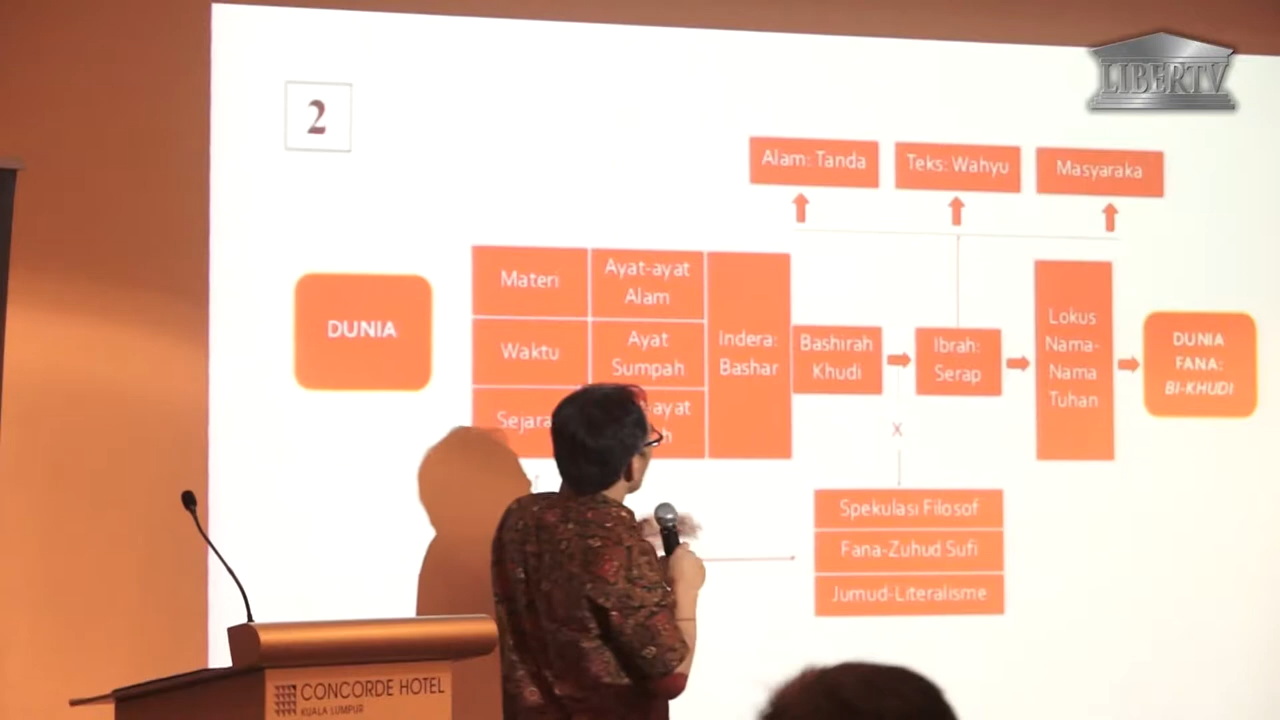 LIBERTV
2
Alam: Tanda
Teks: Wahyu
Masyaraka
DUNIA
Materi
Ayat-ayat
Alam
Waktu
Ayat
Sumpah
Indera:
Bashar
Bashirah
Khudi
Ibrah:
Serap
Lokus
Nama-
Nama
Tuhan
DUNIA
FANA:
BI-KHUDI
X
Spekulasi Filosof
Fana-Zuhud Sufi
Jumud-Literalisme
CONCORDE HOTEL
KUALA LUMPUR